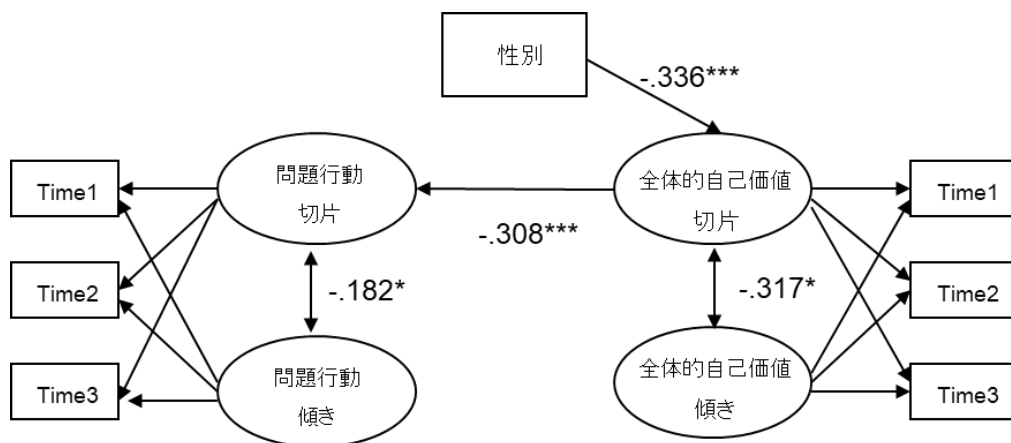 性別
-.336***
問題行動
切片
全体的自己価値
切片
Time1
Time1
-.308***
Time2
-.182*
-.317*
Time2
問題行動
傾き
全体的自己価値
傾き
Time3
Time3